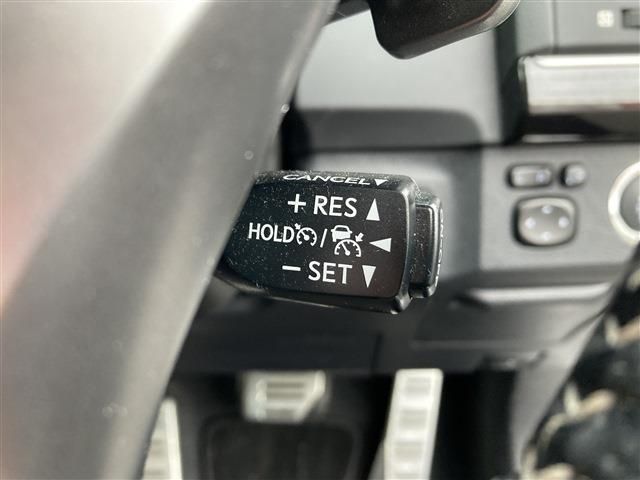 CANCEL▼
+ RES ▲
HOLD / ◀
− SET ▼